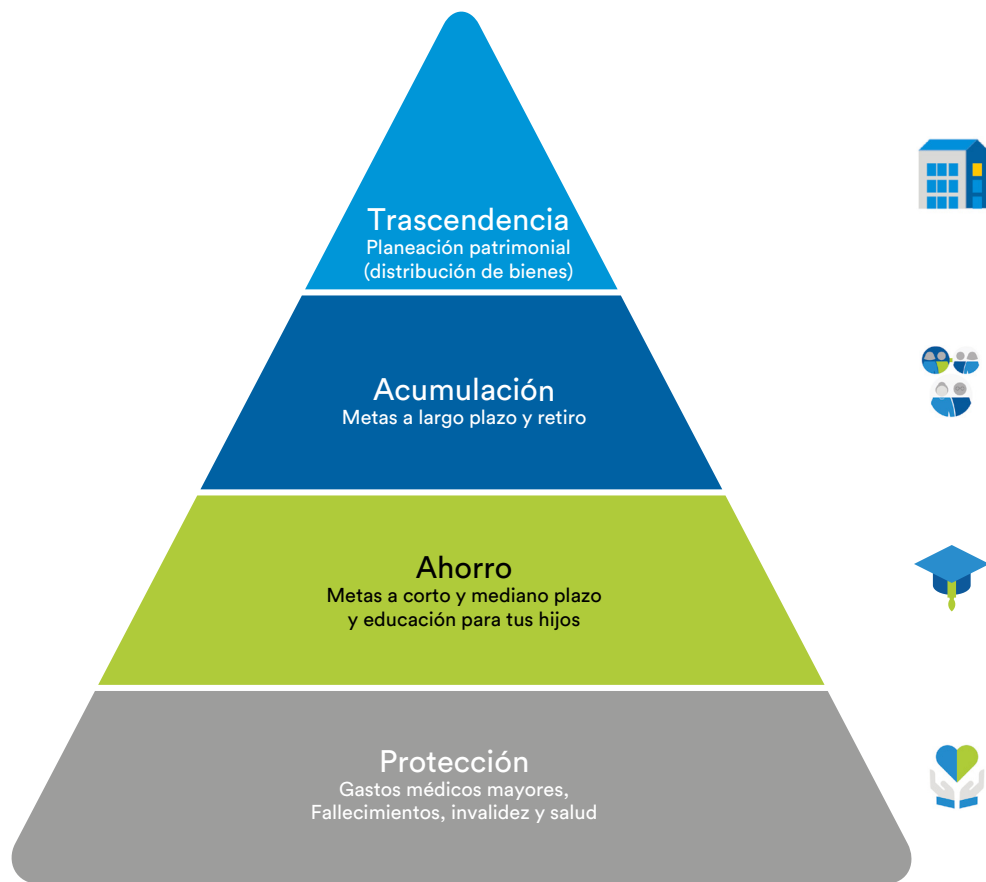 Trascendencia
Planeación patrimonial
(distribución de bienes)
Acumulación
Metas a largo plazo y retiro
Ahorro
Metas a corto y mediano plazo
y educación para tus hijos
Protección
Gastos médicos mayores,
Fallecimientos, invalidez y salud